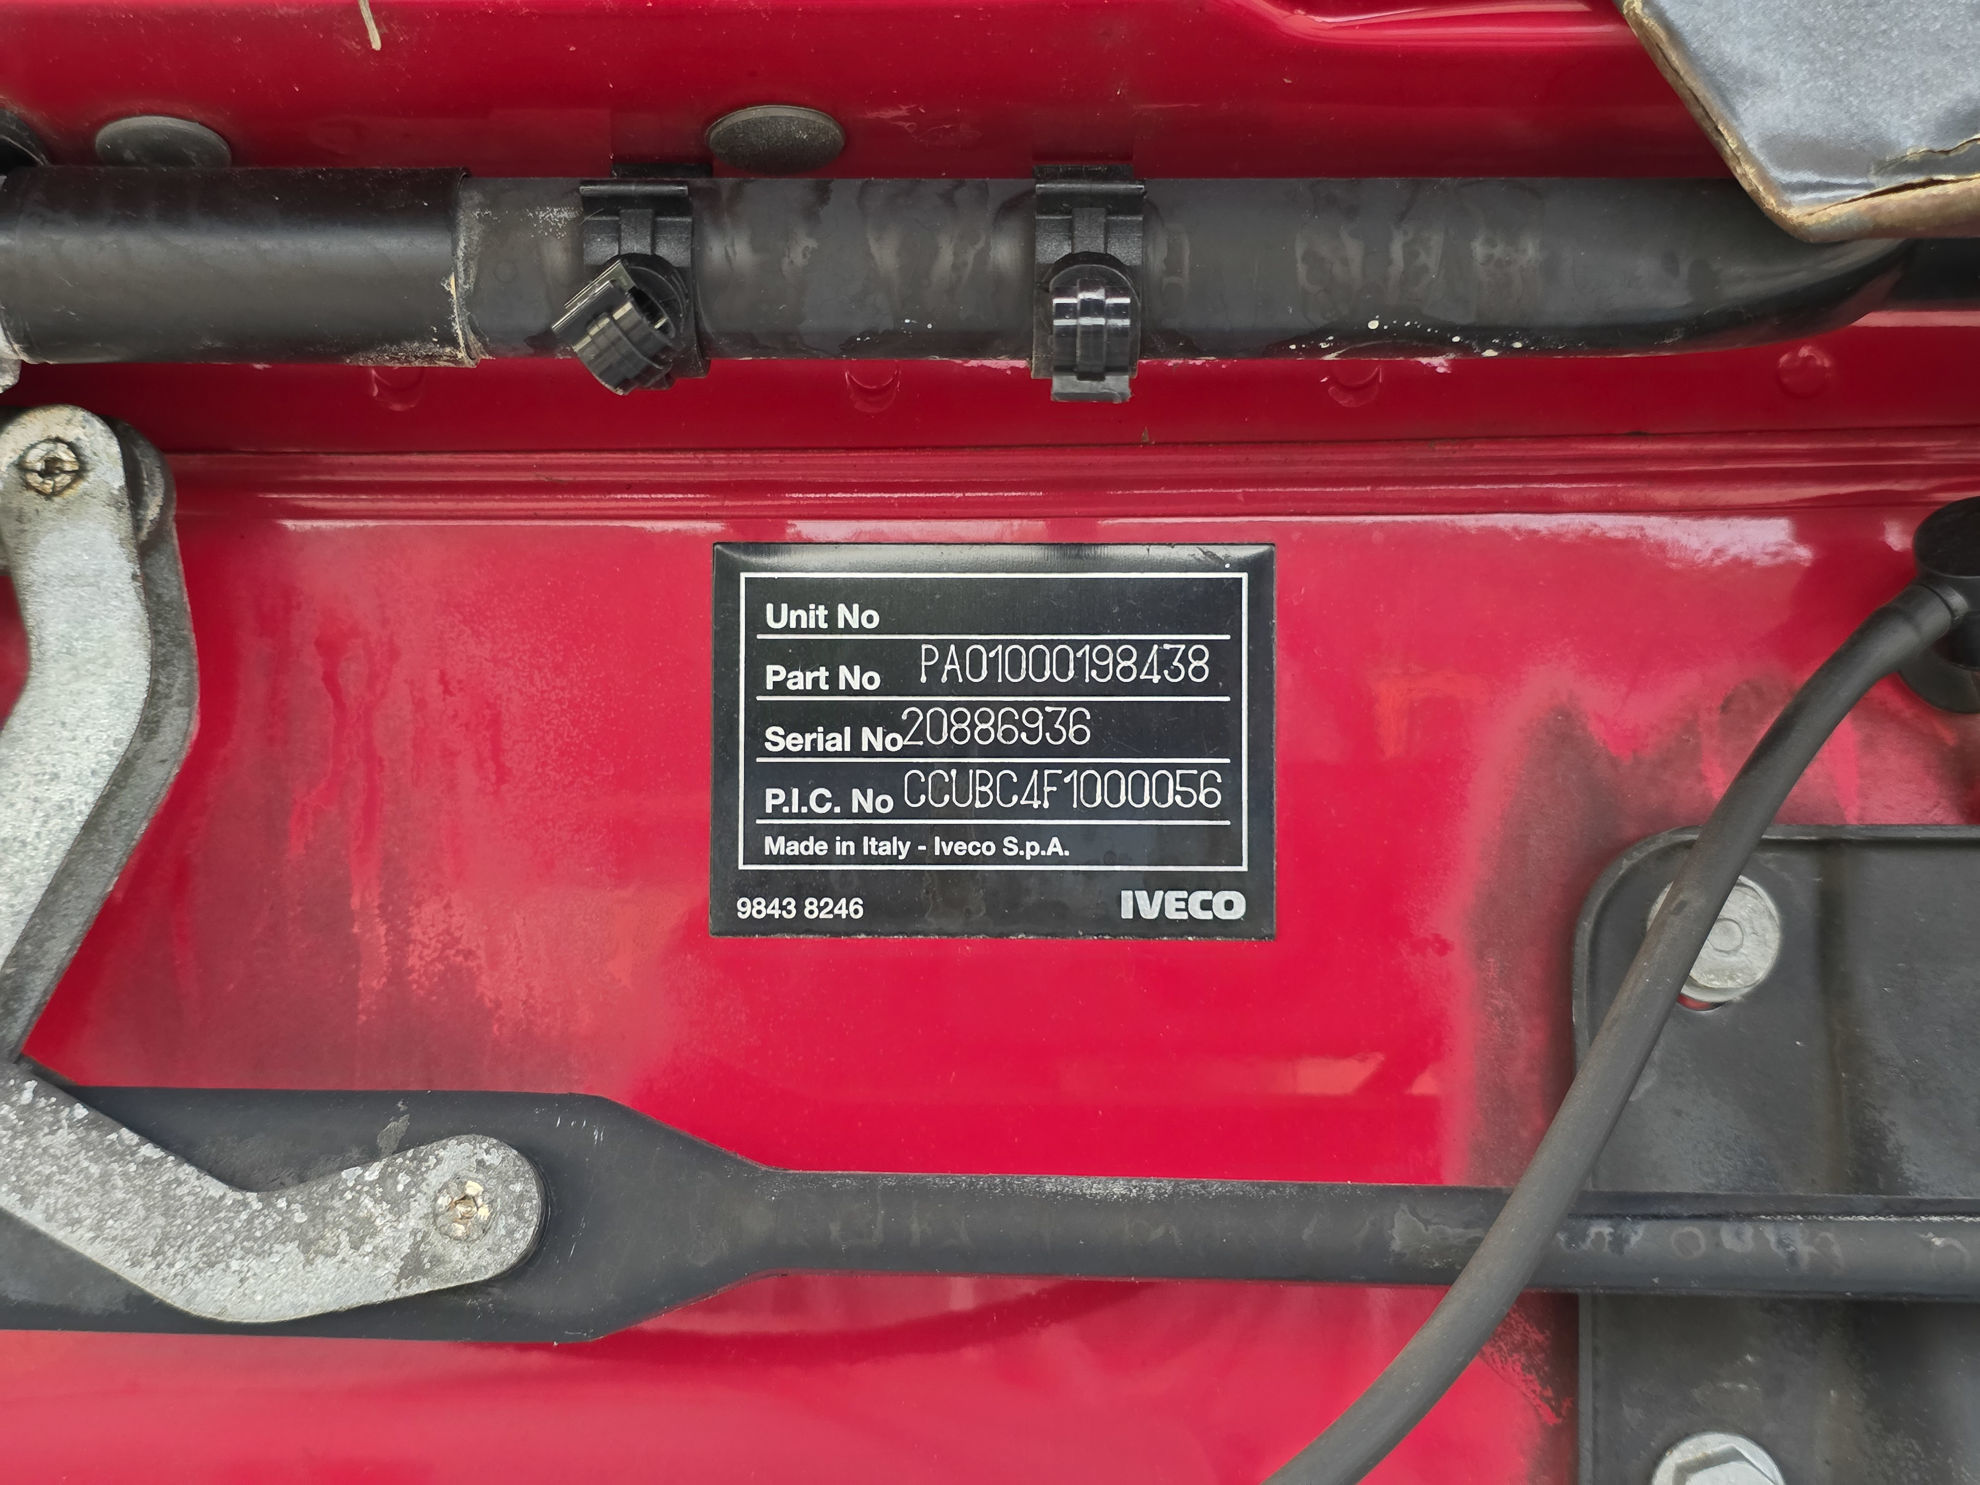 Unit No
Part No PA01000198438
Serial No 20886936
P.I.C. No CCUBC4F1000056
Made in Italy - Iveco S.p.A.
9843 8246 IVECO